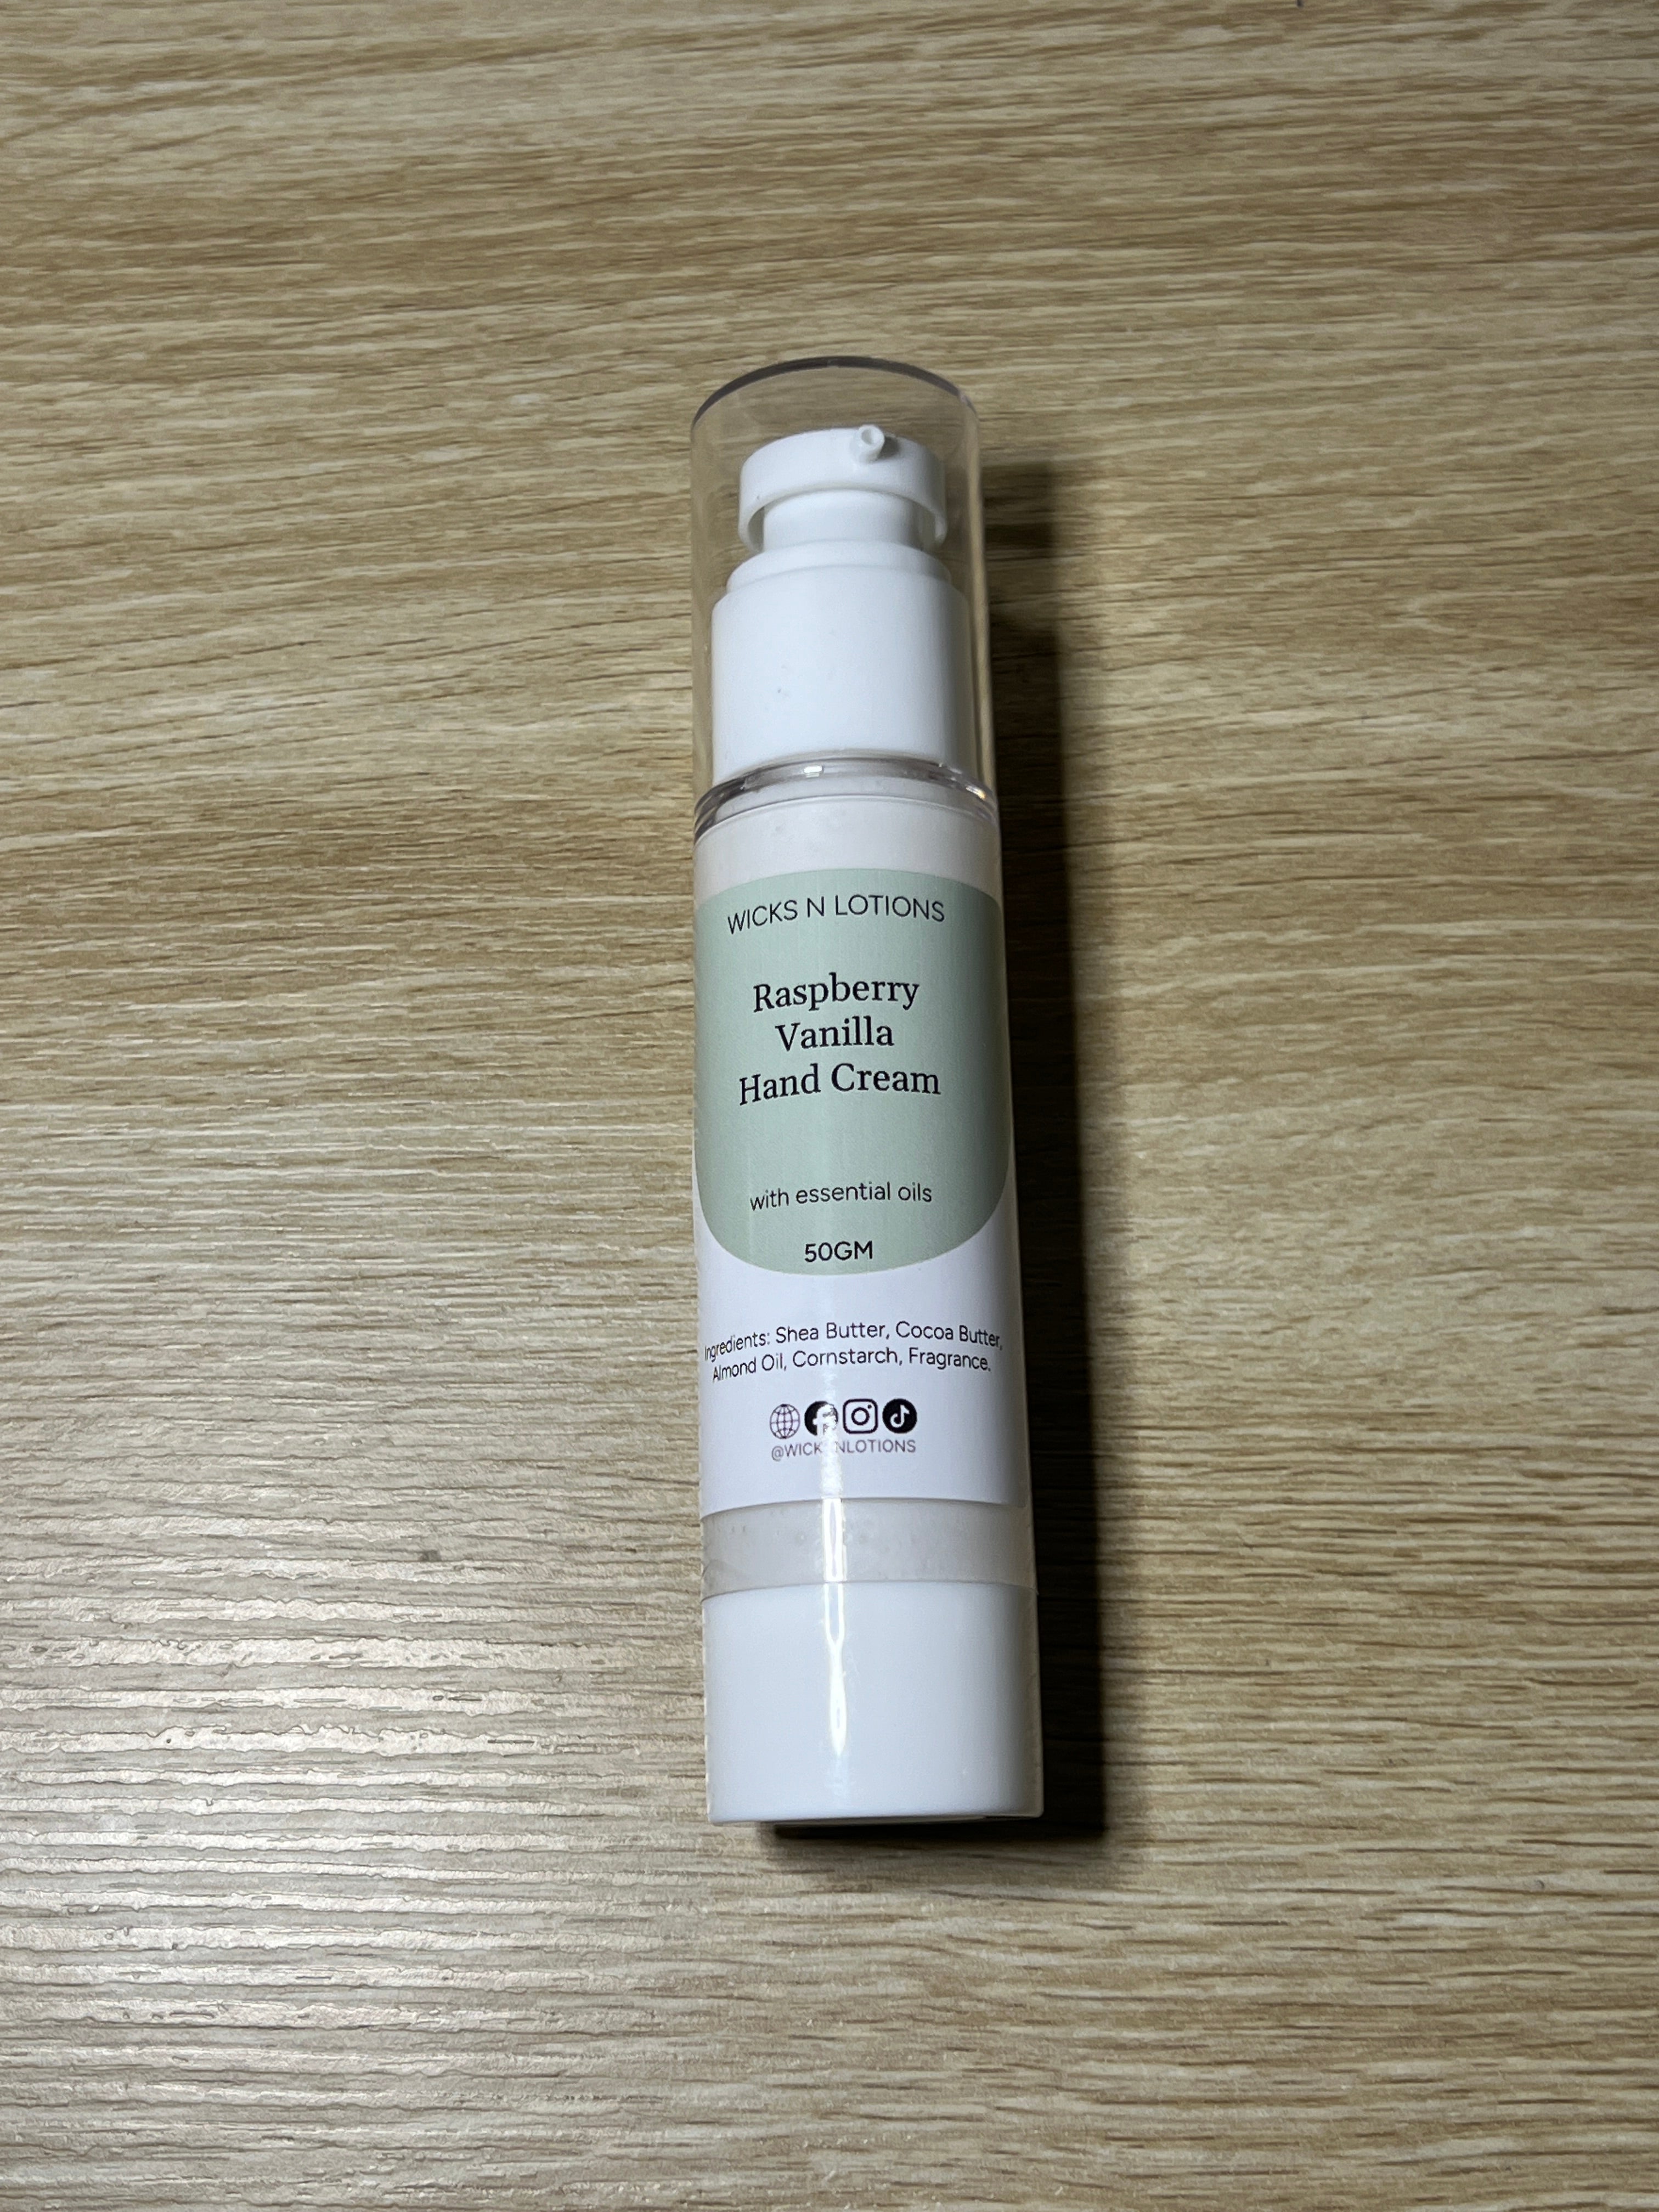 WICKS N LOTIONS
Raspberry
Vanilla
Hand Cream
with essential oils
50GM
Ingredients: Shea Butter, Cocoa Butter,
Almond Oil, Cornstarch, Fragrance.
@WICKSNLOTIONS